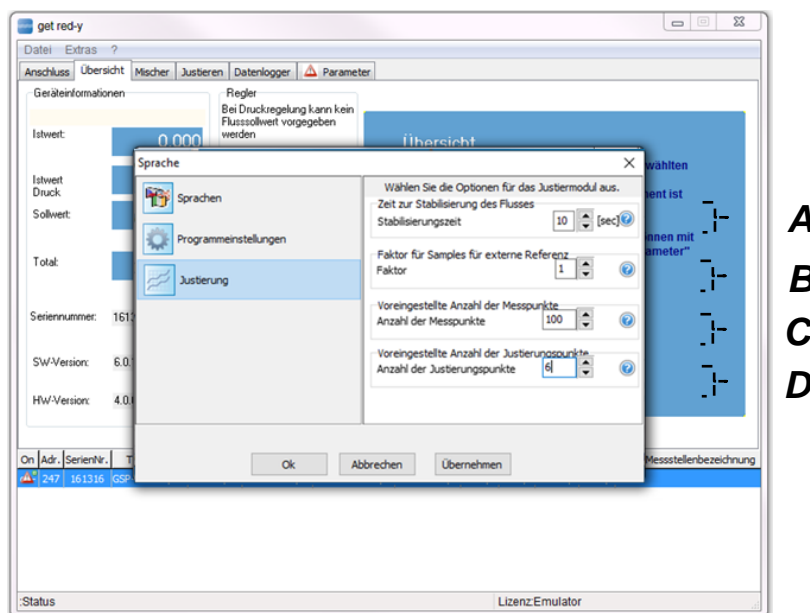 get red-y
Datei Extras ?
Anschluss Übersicht Mischer Justieren Datenlogger Parameter
Geräteinformationen
Regler
Bei Druckregelung kann kein
Flusssollwert vorgegeben
werden
Istwert:
0.000
Übersicht
Istwert
Druck
Sollwert:
Total:
Seriennummer:
SW-Version:
6.0.
HW-Version:
wählten
ent ist
nnen mit
ameter"
Sprache
Sprachen
Programmeinstellungen
Justierung
Wählen Sie die Optionen für das Justiermodul aus.
Zeit zur Stabilisierung des Flusses
Stabilisierungszeit 10 [sec]
Faktor für Samples für externe Referenz
Faktor 1
Voreingestellte Anzahl der Messpunkte
Anzahl der Messpunkte 100
Voreingestellte Anzahl der Justierungspunkte
Anzahl der Justierungspunkte 6
Ok Abbrechen Übernehmen
A
B
C
D
On Adr. SerienNr. Messstellenbezeichnung
247 161316 GSP
:Status Lizenz:Emulator